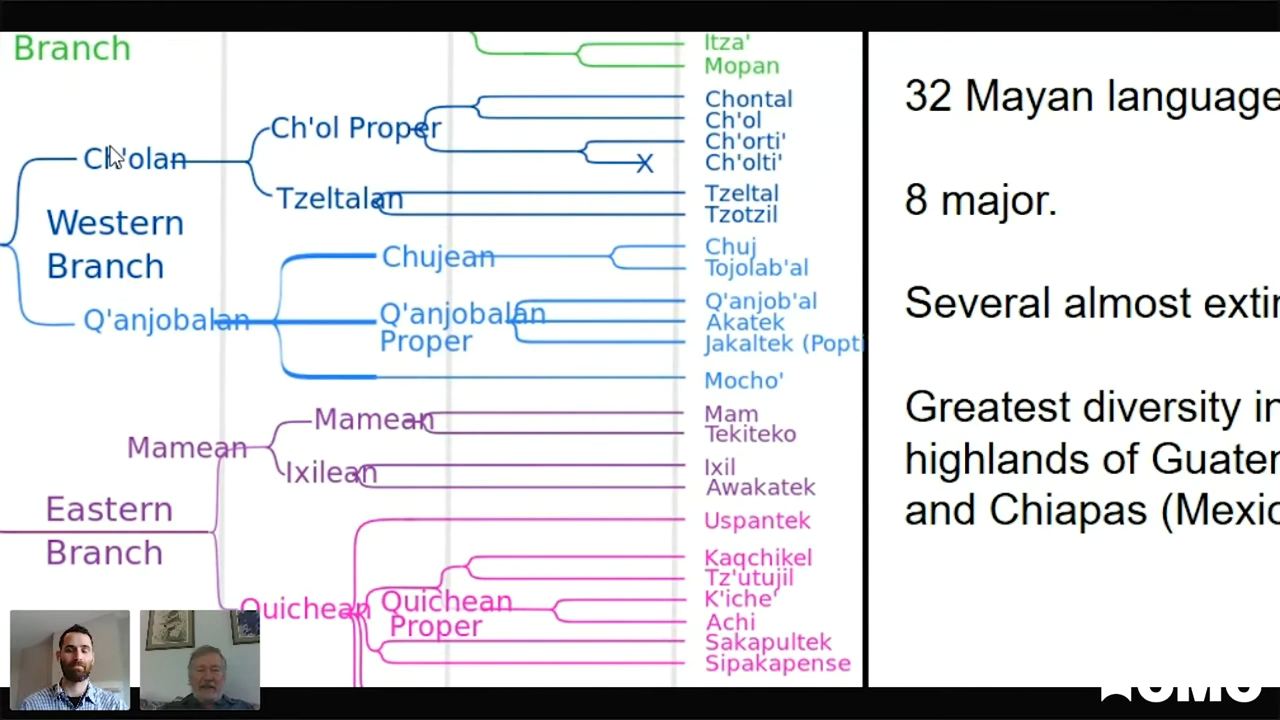 Branch
Itza'
Mopan
Chontal
Ch'ol Proper
Ch'ol
Ch'orti'
Ch'olan
X
Ch'olti'
Tzeltalan
Tzeltal
Tzotzil
Western
Branch
Chujean
Chuj
Tojolab'al
Q'anjobalan
Q'anjobalan
Proper
Q'anjob'al
Akatek
Jakaltek (Popti
Mocho'
Mamean
Mamean
Mam
Tekiteko
Ixilean
Ixil
Awakatek
Eastern
Branch
Uspantek
Quichean
Quichean
Proper
Kaqchikel
Tz'utujil
K'iche'
Achi
Sakapultek
Sipakapense
32 Mayan language
8 major.
Several almost extin
Greatest diversity in
highlands of Guatem
and Chiapas (Mexic